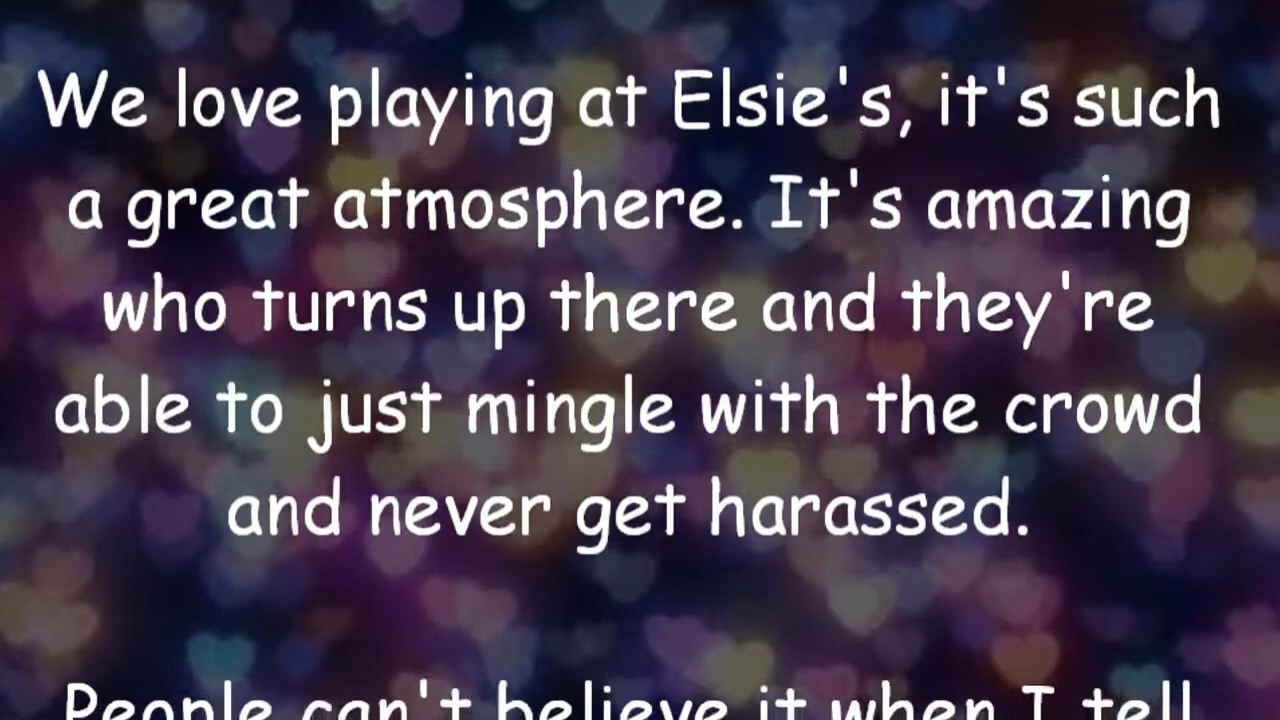 We love playing at Elsie's, it's such
a great atmosphere. It's amazing
who turns up there and they're
able to just mingle with the crowd
and never get harassed.
People can't believe it when I tell